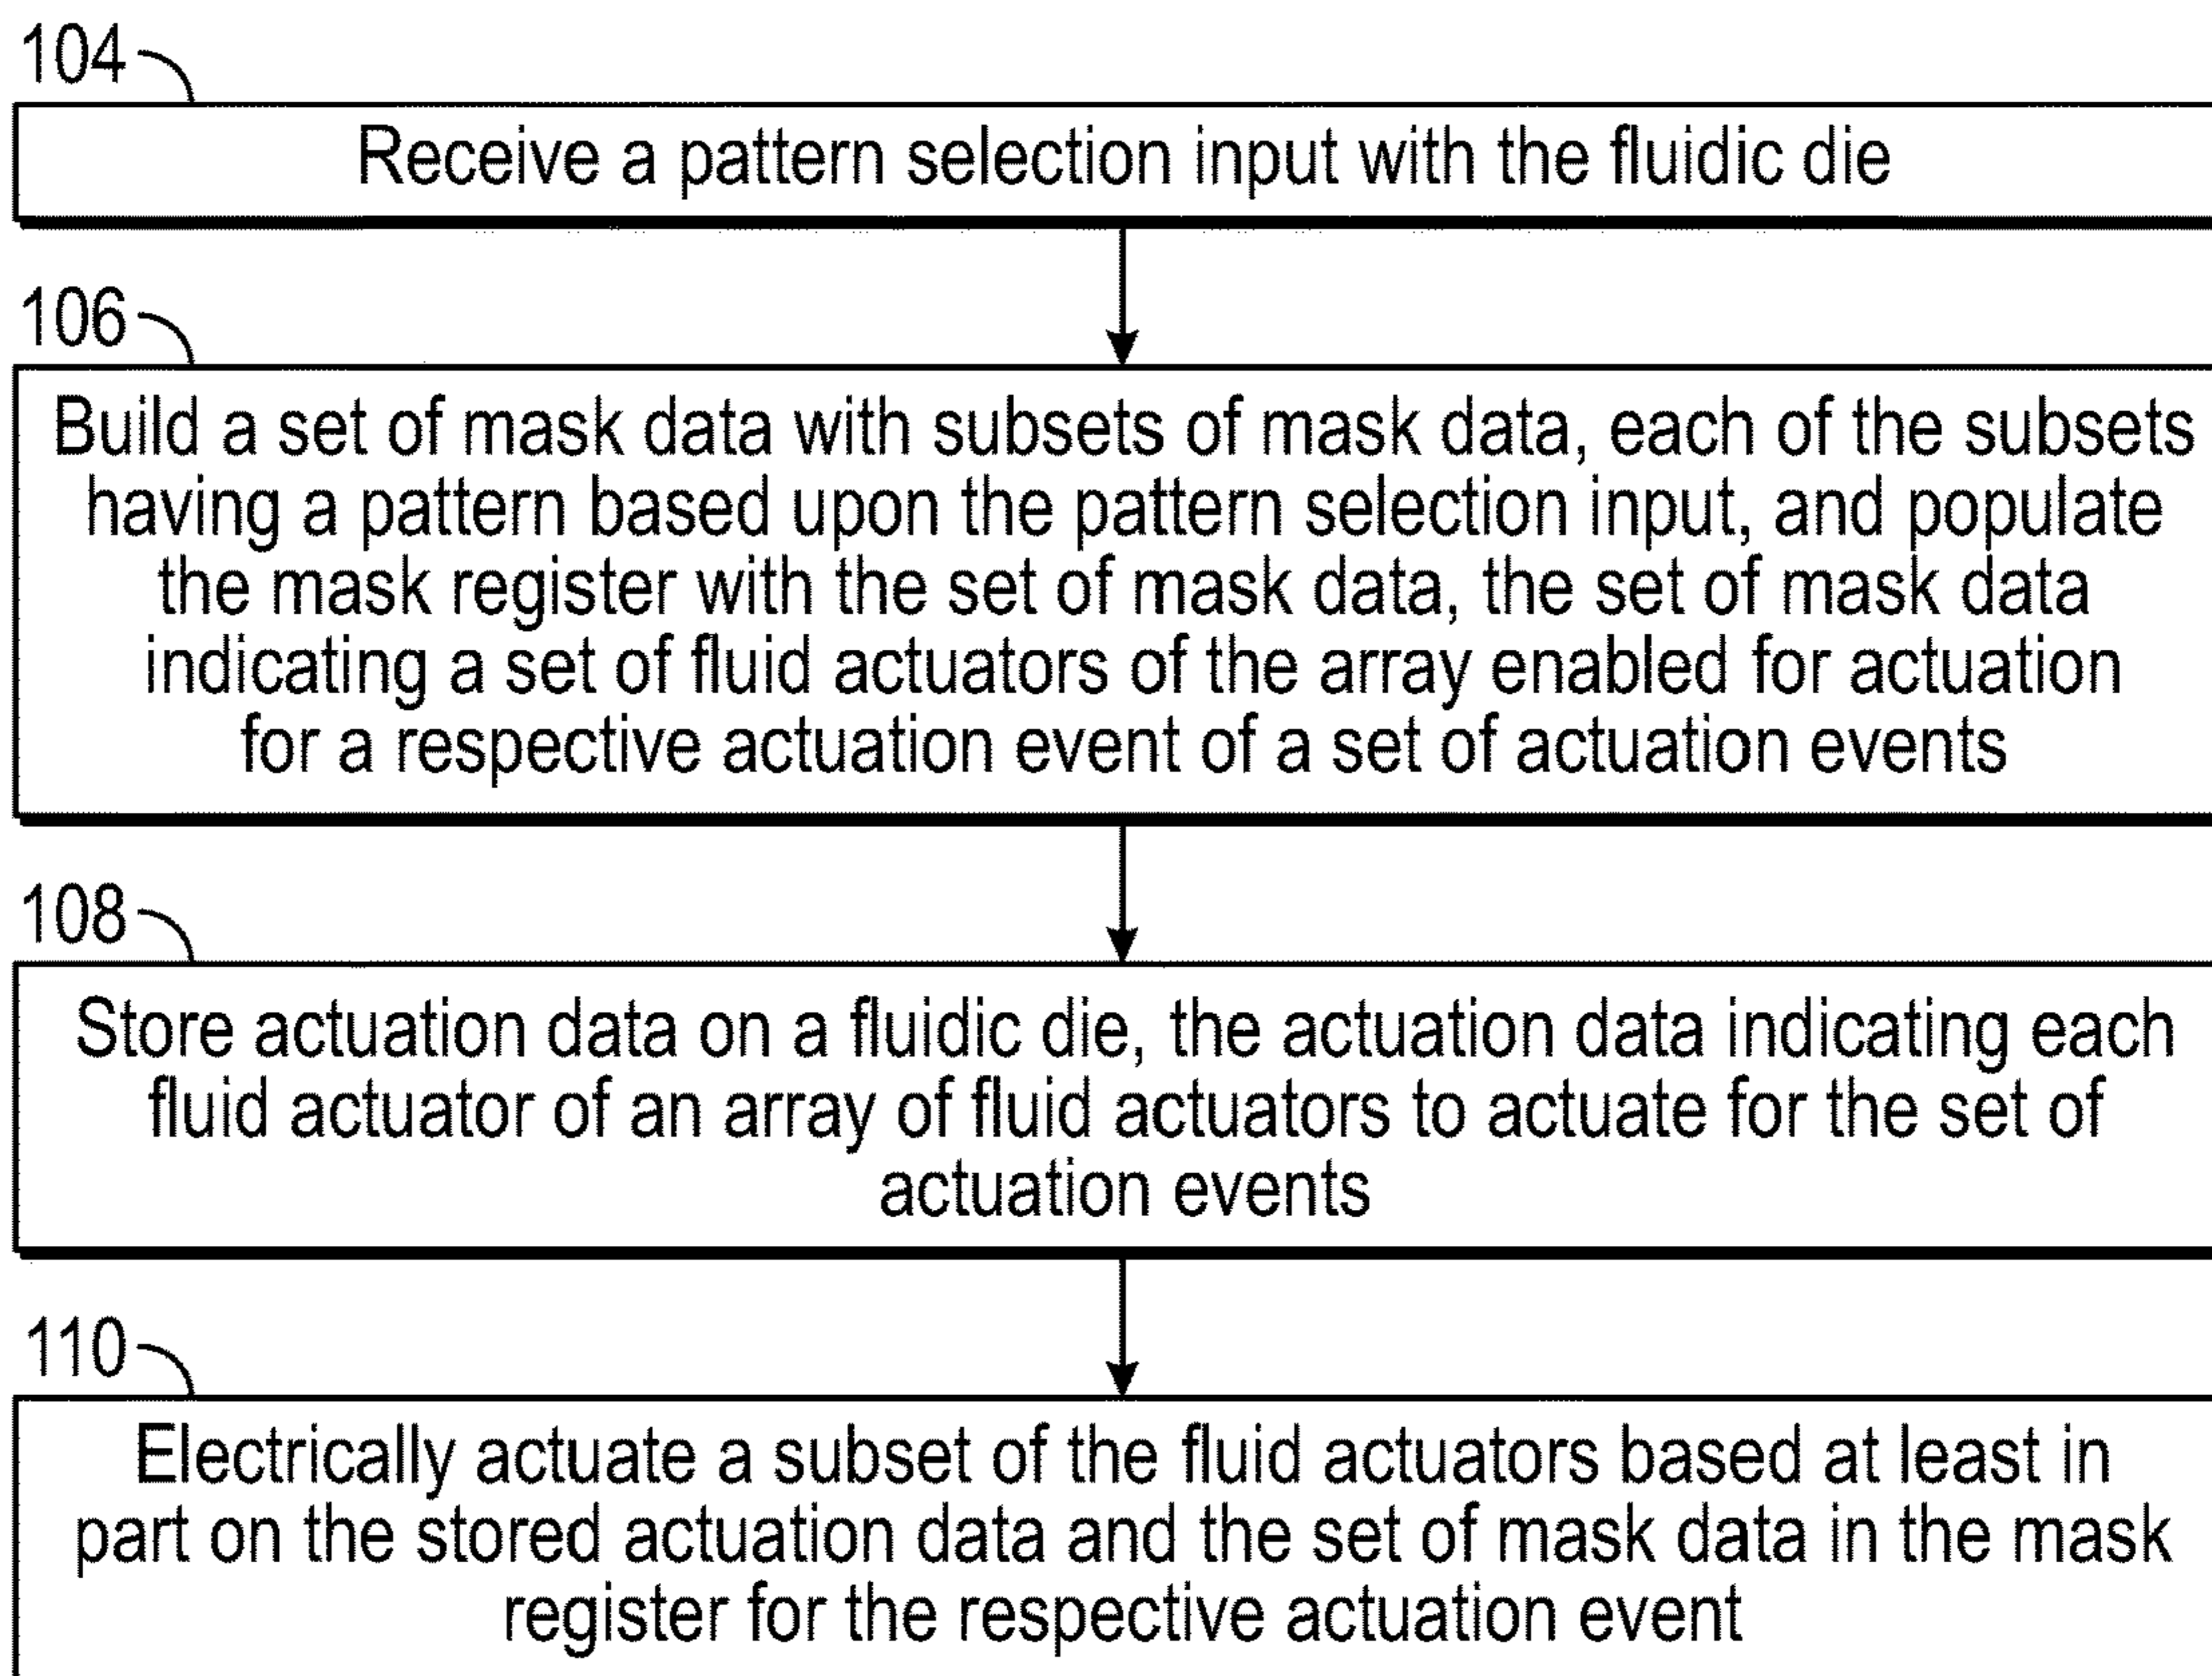 104
Receive a pattern selection input with the fluidic die
106
Build a set of mask data with subsets of mask data, each of the subsets
having a pattern based upon the pattern selection input, and populate
the mask register with the set of mask data, the set of mask data
indicating a set of fluid actuators of the array enabled for actuation
for a respective actuation event of a set of actuation events
108
Store actuation data on a fluidic die, the actuation data indicating each
fluid actuator of an array of fluid actuators to actuate for the set of
actuation events
110
Electrically actuate a subset of the fluid actuators based at least in
part on the stored actuation data and the set of mask data in the mask
register for the respective actuation event